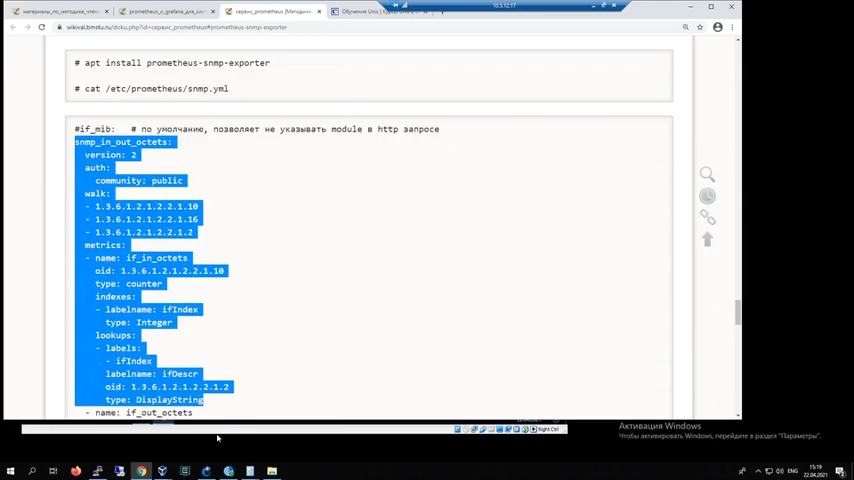 материалы_по_методике_чтен
prometheus_и_grafana_для_сис
сервис_prometheus [Методичк
Обучение Unix | Курсы
10.5.12.17
wikival.bmstu.ru/doku.php?id=сервис_prometheus#prometheus-snmp-exporter
# apt install prometheus-snmp-exporter
# cat /etc/prometheus/snmp.yml
#if_mib:   # по умолчанию, позволяет не указывать module в http запросе
snmp_in_out_octets:
  version: 2
  auth:
    community: public
  walk:
  - 1.3.6.1.2.1.2.2.1.10
  - 1.3.6.1.2.1.2.2.1.16
  - 1.3.6.1.2.1.2.2.1.2
  metrics:
  - name: if_in_octets
    oid: 1.3.6.1.2.1.2.2.1.10
    type: counter
    indexes:
    - labelname: ifIndex
      type: Integer
    lookups:
    - labels:
      - ifIndex
      labelname: ifDescr
      oid: 1.3.6.1.2.1.2.2.1.2
      type: DisplayString
  - name: if_out_octets
Right Ctrl
Активация Windows
Чтобы активировать Windows, перейдите в раздел "Параметры".
ENG
15:19
22.04.2021